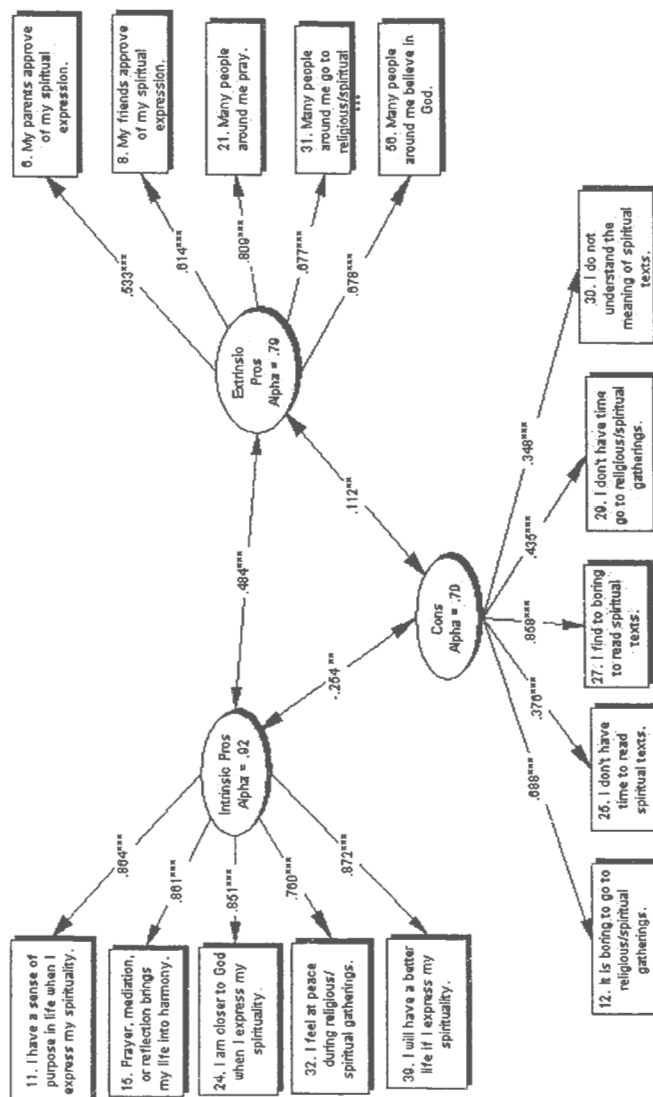 11. I have a sense of
purpose in life when I
express my spirituality.
15. Prayer, mediation,
or reflection brings
my life into harmony.
24. I am closer to God
when I express my
spirituality.
32. I feel at peace
during religious/
spiritual gatherings.
39. I will have a better
life if I express my
spirituality.
.864***
.861***
.851***
.760***
.872***
Intrinsic Pros
Alpha = .92
.484***
-.254 **
.112**
Extrinsic
Pros
Alpha = .79
.533***
.614***
.809***
.677***
.678***
6. My parents approve
of my spiritual
expression.
8. My friends approve
of my spiritual
expression.
21. Many people
around me pray.
31. Many people
around me go to
religious/spiritual
...
56. Many people
around me believe in
God.
Cons
Alpha = .70
.688***
.376***
.858***
.435***
.348***
12. It is boring to go to
religious/spiritual
gatherings.
I don't have
time to read
spiritual texts.
27. I find to boring
to read spiritual
texts.
29. I don't have time
go to religious/spiritual
gatherings.
30. I do not
understand the
meaning of spiritual
texts.